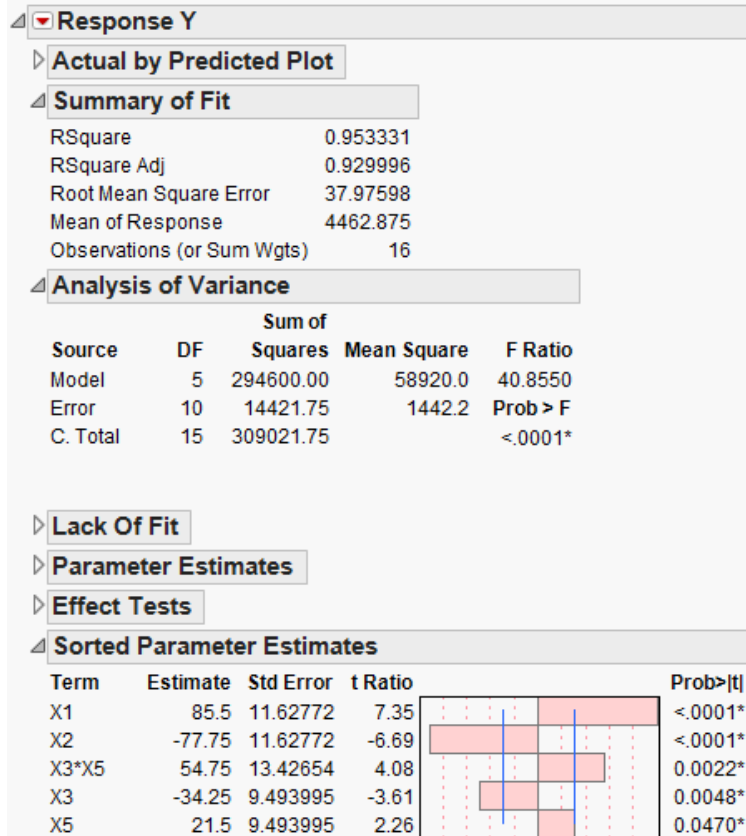 Response Y
Actual by Predicted Plot
Summary of Fit
RSquare 0.953331
RSquare Adj 0.929996
Root Mean Square Error 37.97598
Mean of Response 4462.875
Observations (or Sum Wgts) 16
Analysis of Variance
Sum of
Source DF Squares Mean Square F Ratio
Model 5 294600.00 58920.0 40.8550
Error 10 14421.75 1442.2 Prob > F
C. Total 15 309021.75 <.0001*
Lack Of Fit
Parameter Estimates
Effect Tests
Sorted Parameter Estimates
Term Estimate Std Error t Ratio Prob>|t|
X1 85.5 11.62772 7.35 <.0001*
X2 -77.75 11.62772 -6.69 <.0001*
X3*X5 54.75 13.42654 4.08 0.0022*
X3 -34.25 9.493995 -3.61 0.0048*
X5 21.5 9.493995 2.26 0.0470*